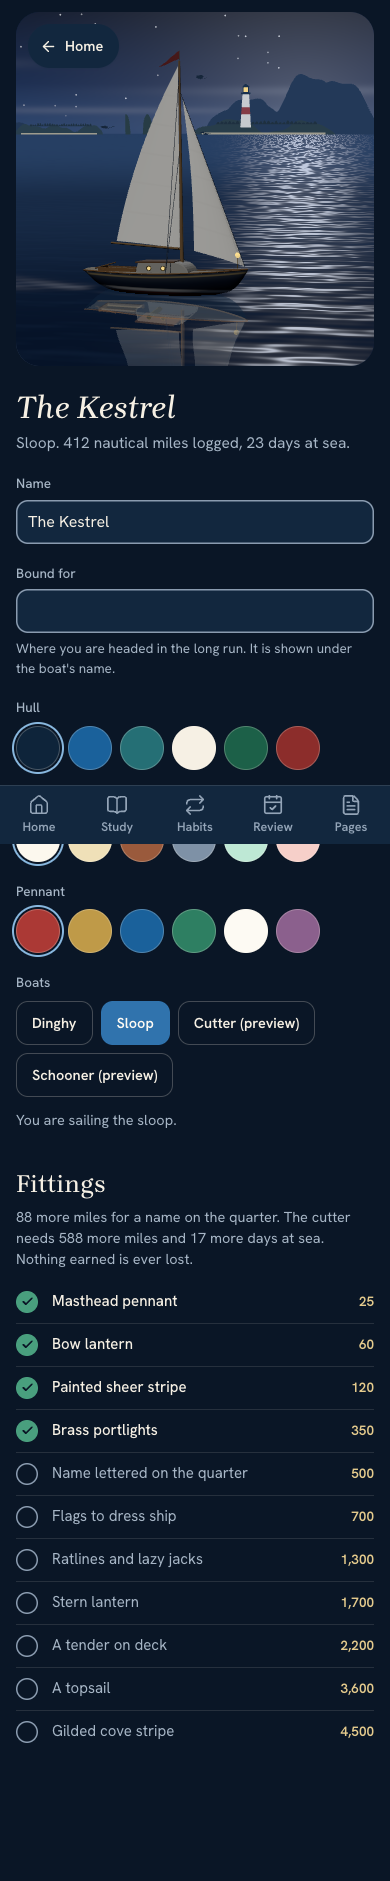 Home
The Kestrel
Sloop. 412 nautical miles logged, 23 days at sea.
Name
The Kestrel
Bound for
Where you are headed in the long run. It is shown under
the boat's name.
Hull
Home
Study
Habits
Review
Pages
Pennant
Boats
Dinghy
Sloop
Cutter (preview)
Schooner (preview)
You are sailing the sloop.
Fittings
88 more miles for a name on the quarter. The cutter
needs 588 more miles and 17 more days at sea.
Nothing earned is ever lost.
Masthead pennant 25
Bow lantern 60
Painted sheer stripe 120
Brass portlights 350
Name lettered on the quarter 500
Flags to dress ship 700
Ratlines and lazy jacks 1,300
Stern lantern 1,700
A tender on deck 2,200
A topsail 3,600
Gilded cove stripe 4,500